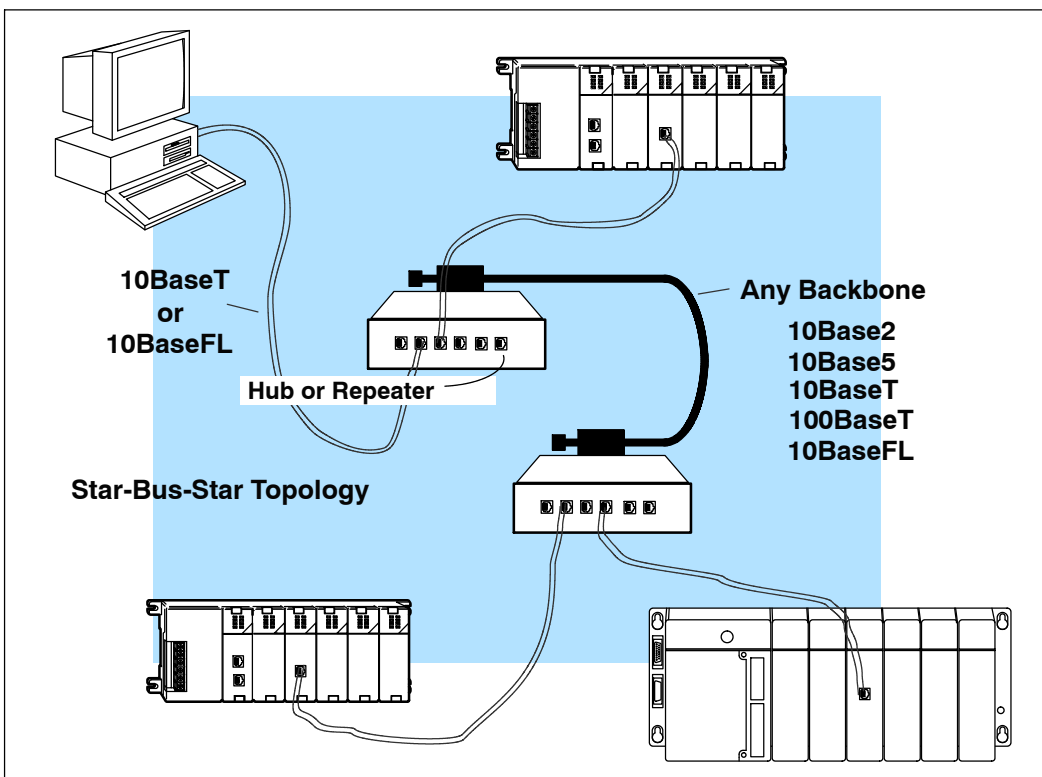 10BaseT
or
10BaseFL
Any Backbone
10Base2
10Base5
10BaseT
100BaseT
10BaseFL
Hub or Repeater
Star-Bus-Star Topology